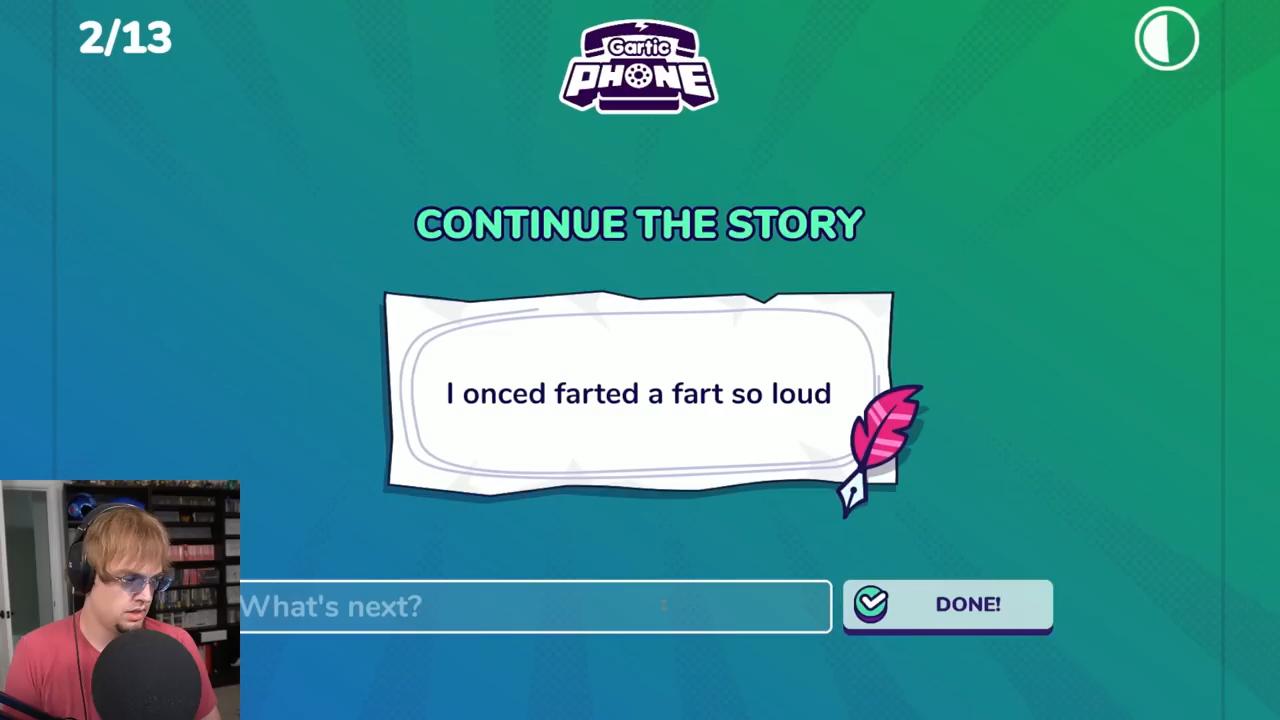 2/13
Gartic
PHONE
CONTINUE THE STORY
I onced farted a fart so loud
What's next?
DONE!